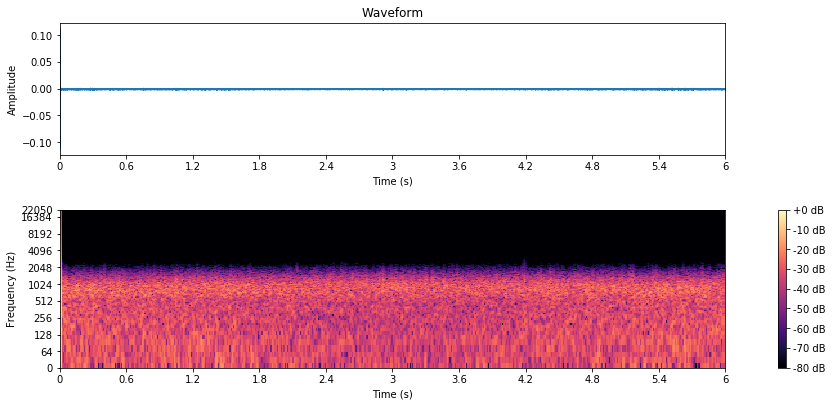 Waveform
0.10
0.05
0.00
−0.05
−0.10
Amplitude
0 0.6 1.2 1.8 2.4 3 3.6 4.2 4.8 5.4 6
Time (s)
22050
16384
8192
4096
2048
1024
512
256
128
64
0
Frequency (Hz)
0 0.6 1.2 1.8 2.4 3 3.6 4.2 4.8 5.4 6
Time (s)
+0 dB
-10 dB
-20 dB
-30 dB
-40 dB
-50 dB
-60 dB
-70 dB
-80 dB